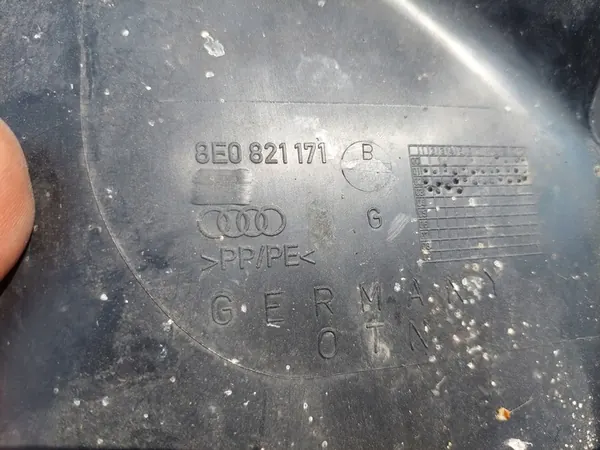 8E0 821 171 B
G
>PP/PE<
GERMANY
OTN